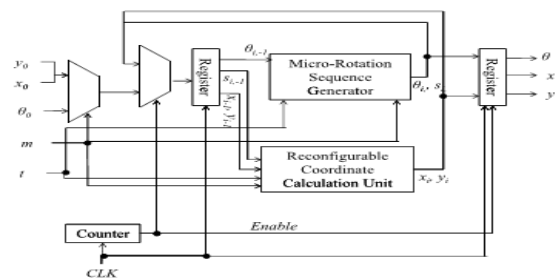 y₀
x₀
θ₀
m
t
Register
θᵢ,₋₁
sᵢ,₋₁
xᵢ₋₁, yᵢ₋₁
Micro-Rotation
Sequence
Generator
θᵢ, sᵢ
Reconfigurable
Coordinate
Calculation Unit
xᵢ, yᵢ
Register
θ
x
y
Counter
Enable
CLK